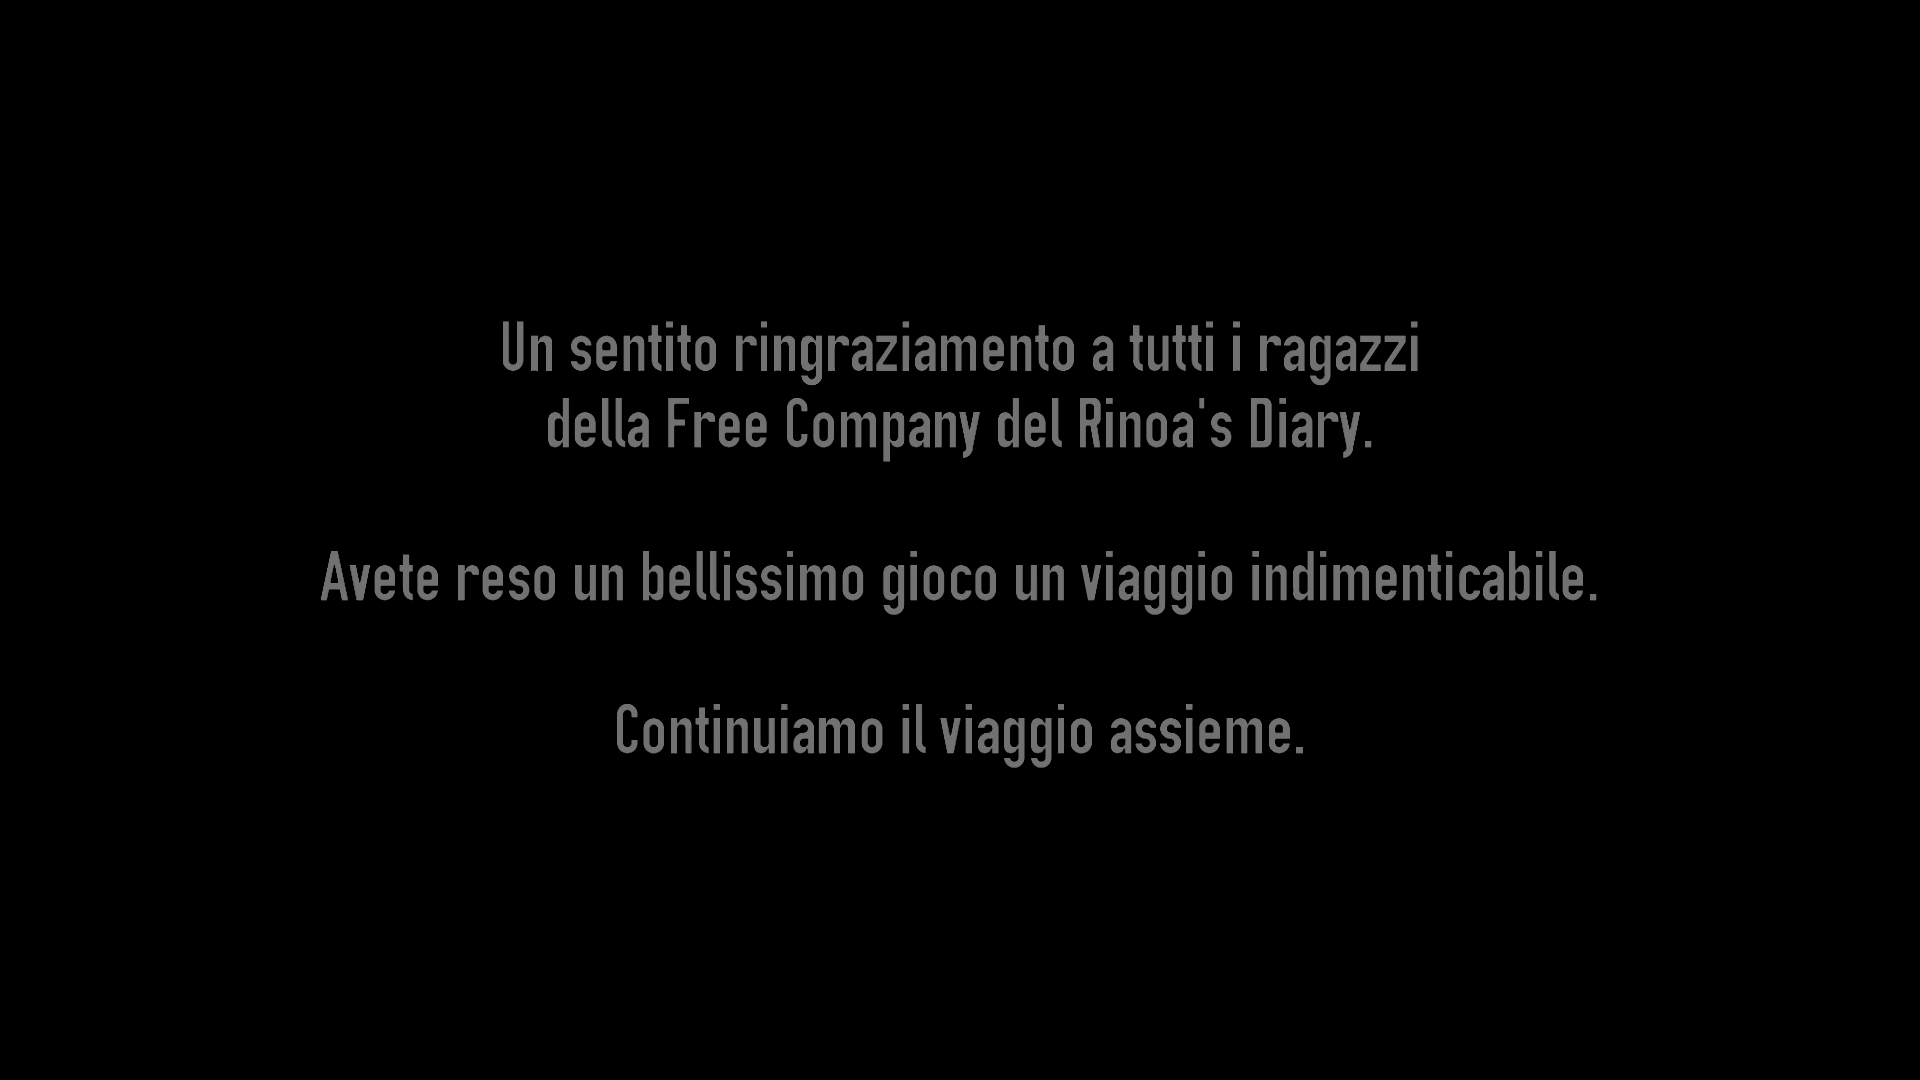 Un sentito ringraziamento a tutti i ragazzi
della Free Company del Rinoa's Diary.
Avete reso un bellissimo gioco un viaggio indimenticabile.
Continuiamo il viaggio assieme.